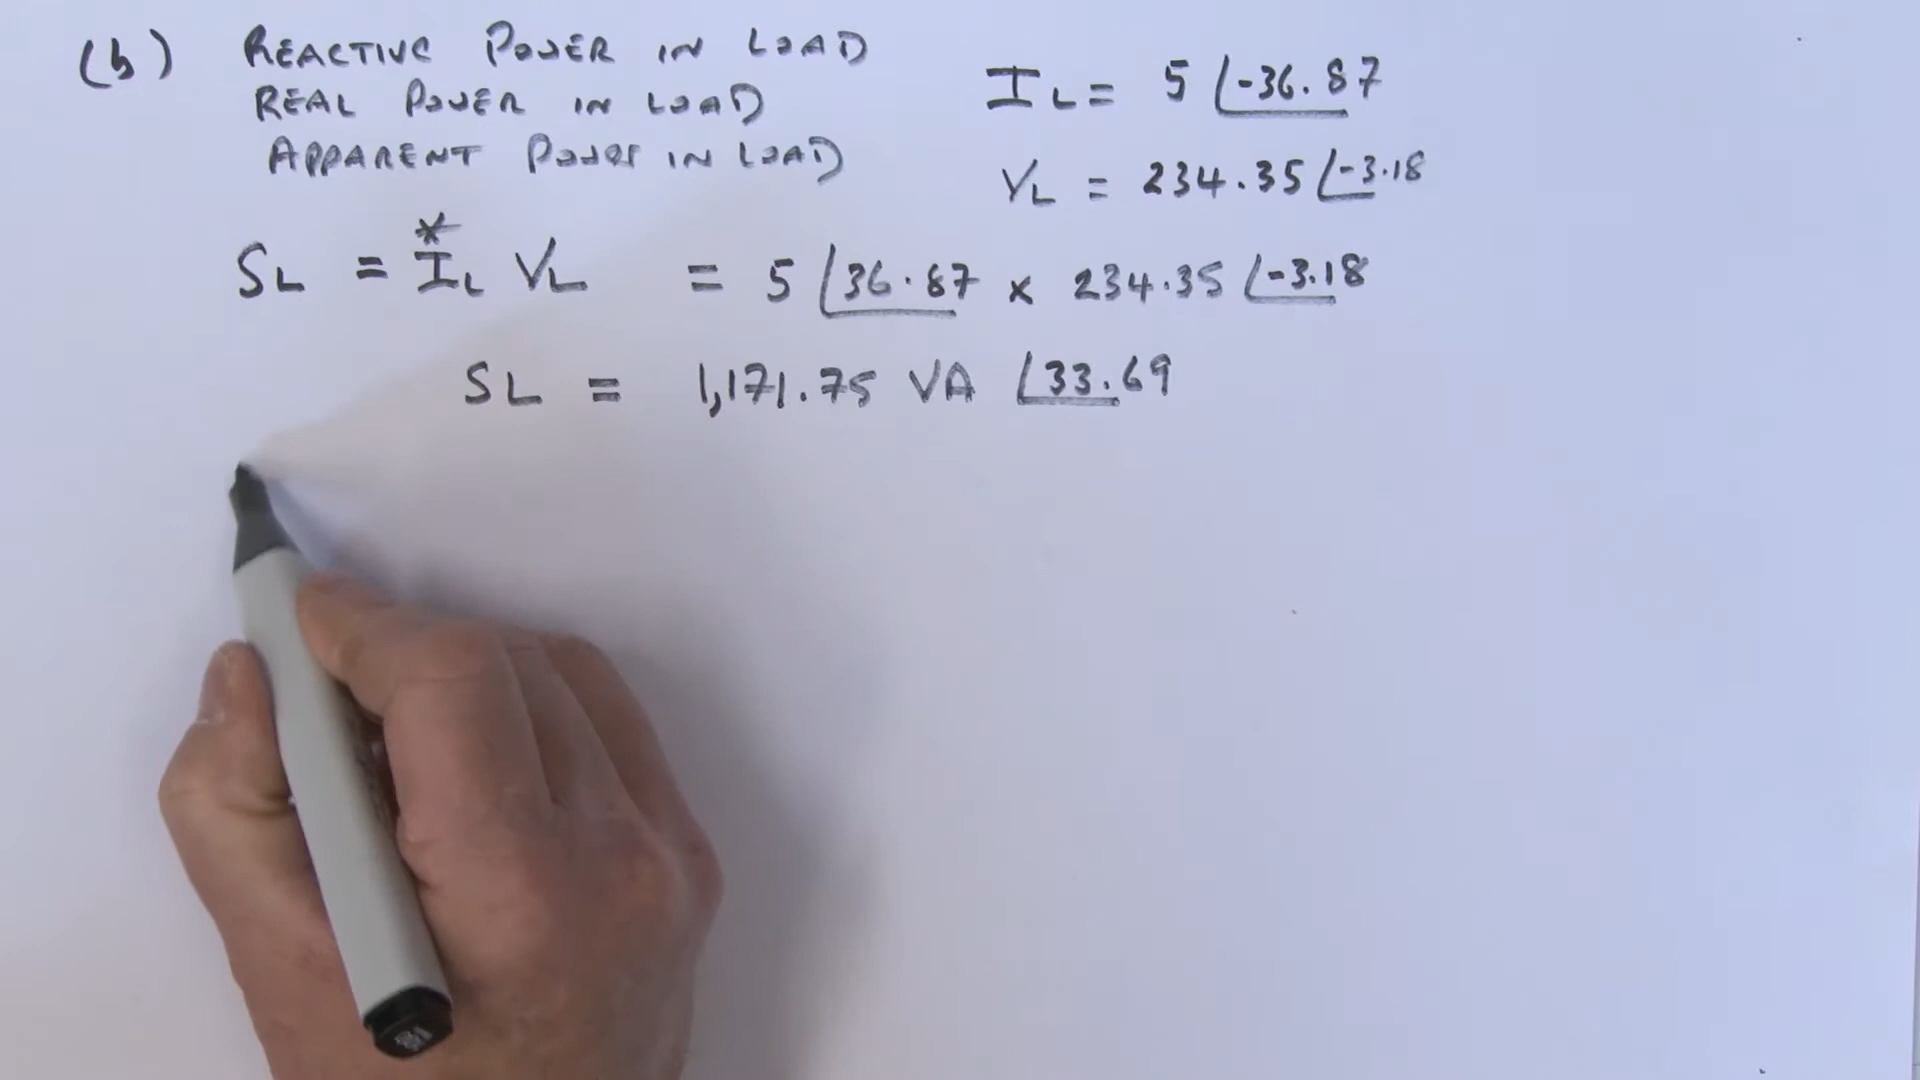 (b) REACTIVE POWER IN LOAD
REAL POWER IN LOAD
APPARENT POWER IN LOAD
IL = 5 ∠-36.87
VL = 234.35 ∠-3.18
SL = I*L VL = 5 ∠36.87 × 234.35 ∠-3.18
SL = 1,171.75 VA ∠33.69